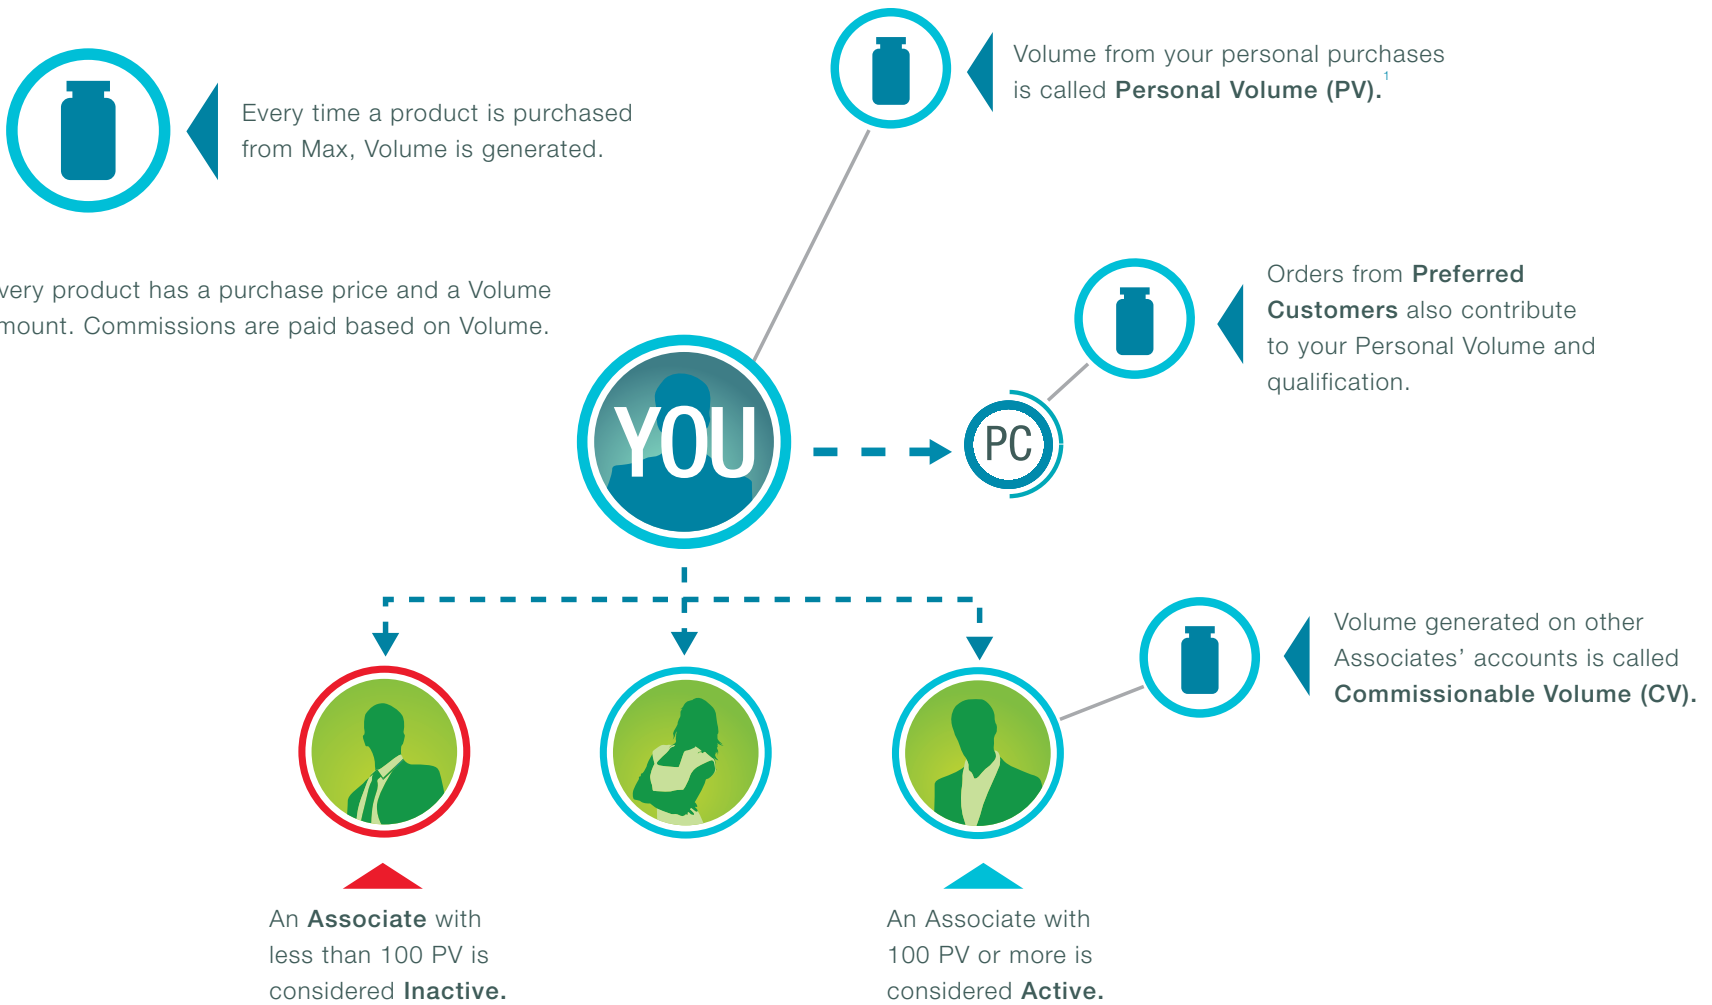 Every time a product is purchased
from Max, Volume is generated.
Volume from your personal purchases
is called Personal Volume (PV).1
very product has a purchase price and a Volume
mount. Commissions are paid based on Volume.
Orders from Preferred
Customers also contribute
to your Personal Volume and
qualification.
YOU
PC
Volume generated on other
Associates’ accounts is called
Commissionable Volume (CV).
An Associate with
less than 100 PV is
considered Inactive.
An Associate with
100 PV or more is
considered Active.